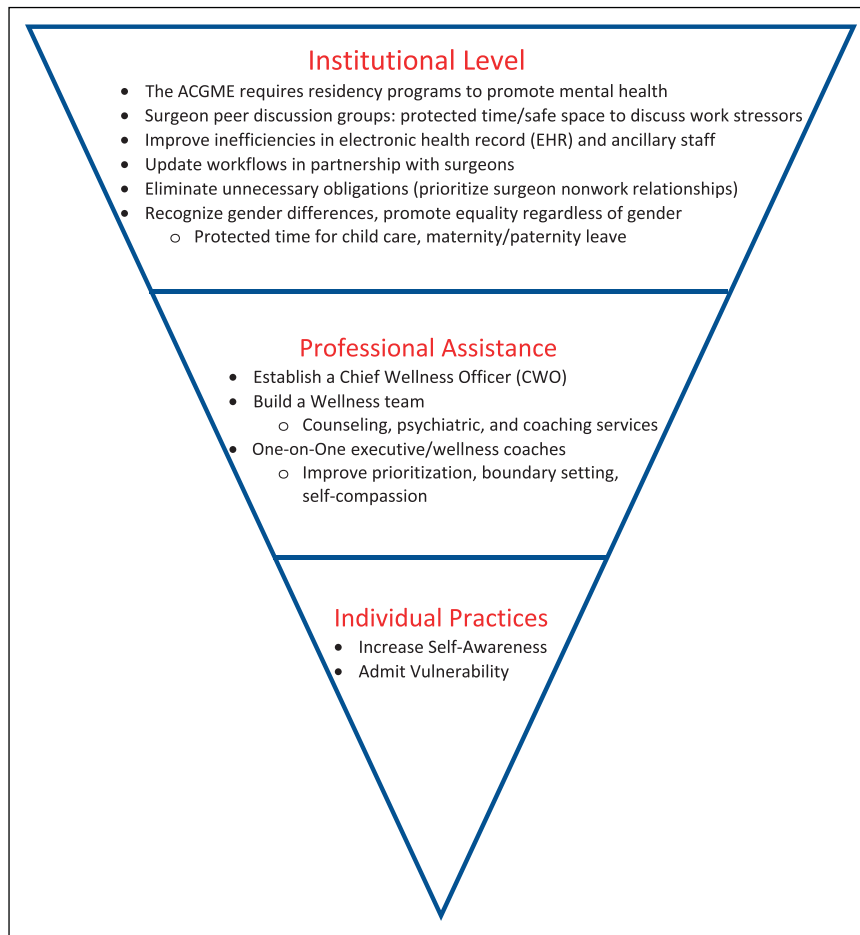 Institutional Level
• The ACGME requires residency programs to promote mental health
• Surgeon peer discussion groups: protected time/safe space to discuss work stressors
• Improve inefficiencies in electronic health record (EHR) and ancillary staff
• Update workflows in partnership with surgeons
• Eliminate unnecessary obligations (prioritize surgeon nonwork relationships)
• Recognize gender differences, promote equality regardless of gender
o Protected time for child care, maternity/paternity leave
Professional Assistance
• Establish a Chief Wellness Officer (CWO)
• Build a Wellness team
o Counseling, psychiatric, and coaching services
• One-on-One executive/wellness coaches
o Improve prioritization, boundary setting,
self-compassion
Individual Practices
• Increase Self-Awareness
• Admit Vulnerability